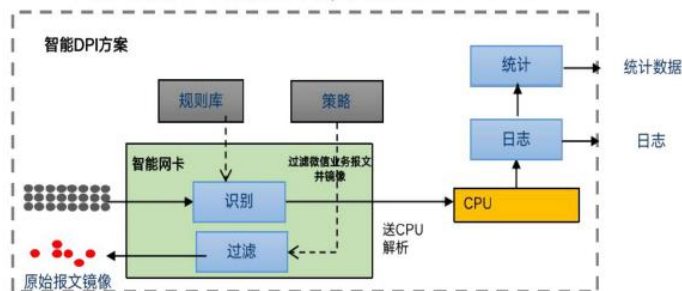 智能DPI方案
统计
统计数据
规则库
策略
日志
日志
智能网卡
过滤微信业务报文
并镜像
识别
CPU
送CPU
解析
过滤
原始报文镜像